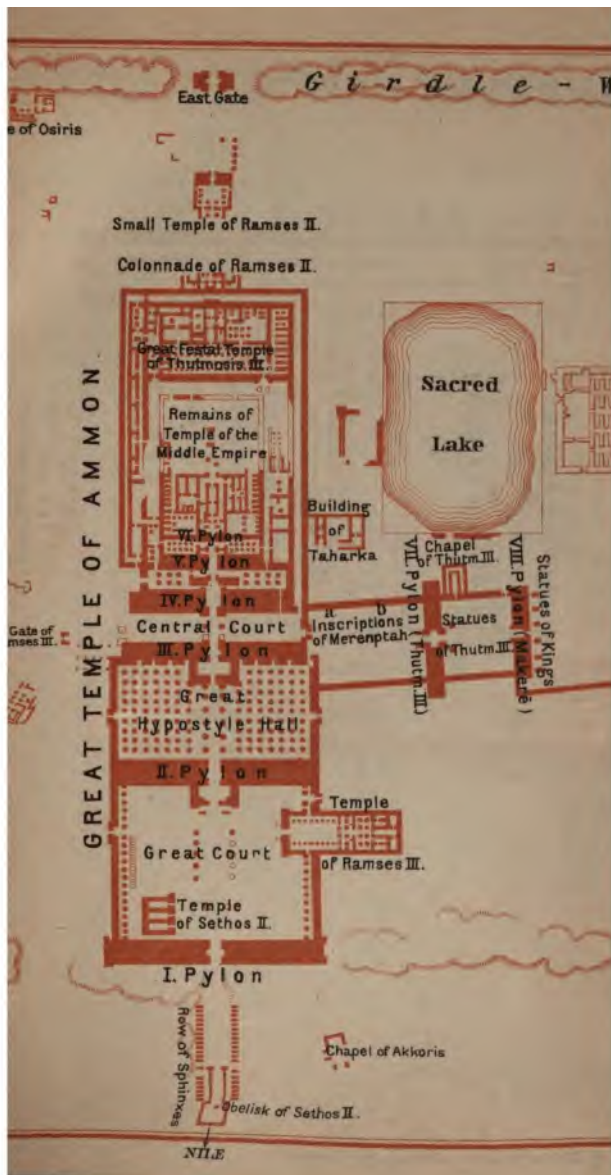 Girdle-W
East Gate
e of Osiris
Small Temple of Ramses II.
Colonnade of Ramses II.
GREAT TEMPLE OF AMMON
Great Festal Temple
of Thutmosis III.
Remains of
Temple of the
Middle Empire
Sacred
Lake
Building
of
Taharka
VI. Pylon
V. Pylon
IV. Pylon
Chapel
of Thutm. III.
VII. Pylon (Thutm. III)
VIII. Pylon (Makerē)
Statues of Kings
a b
Inscriptions
of Merenptah
Statues
of Thutm. III.
Central Court
Gate of
mses III.
III. Pylon
Great
Hypostyle Hall
II. Pylon
Temple
of Ramses III.
Great Court
Temple
of Sethos II.
I. Pylon
Row of Sphinxes
Chapel of Akkoris
Obelisk of Sethos II.
NILE